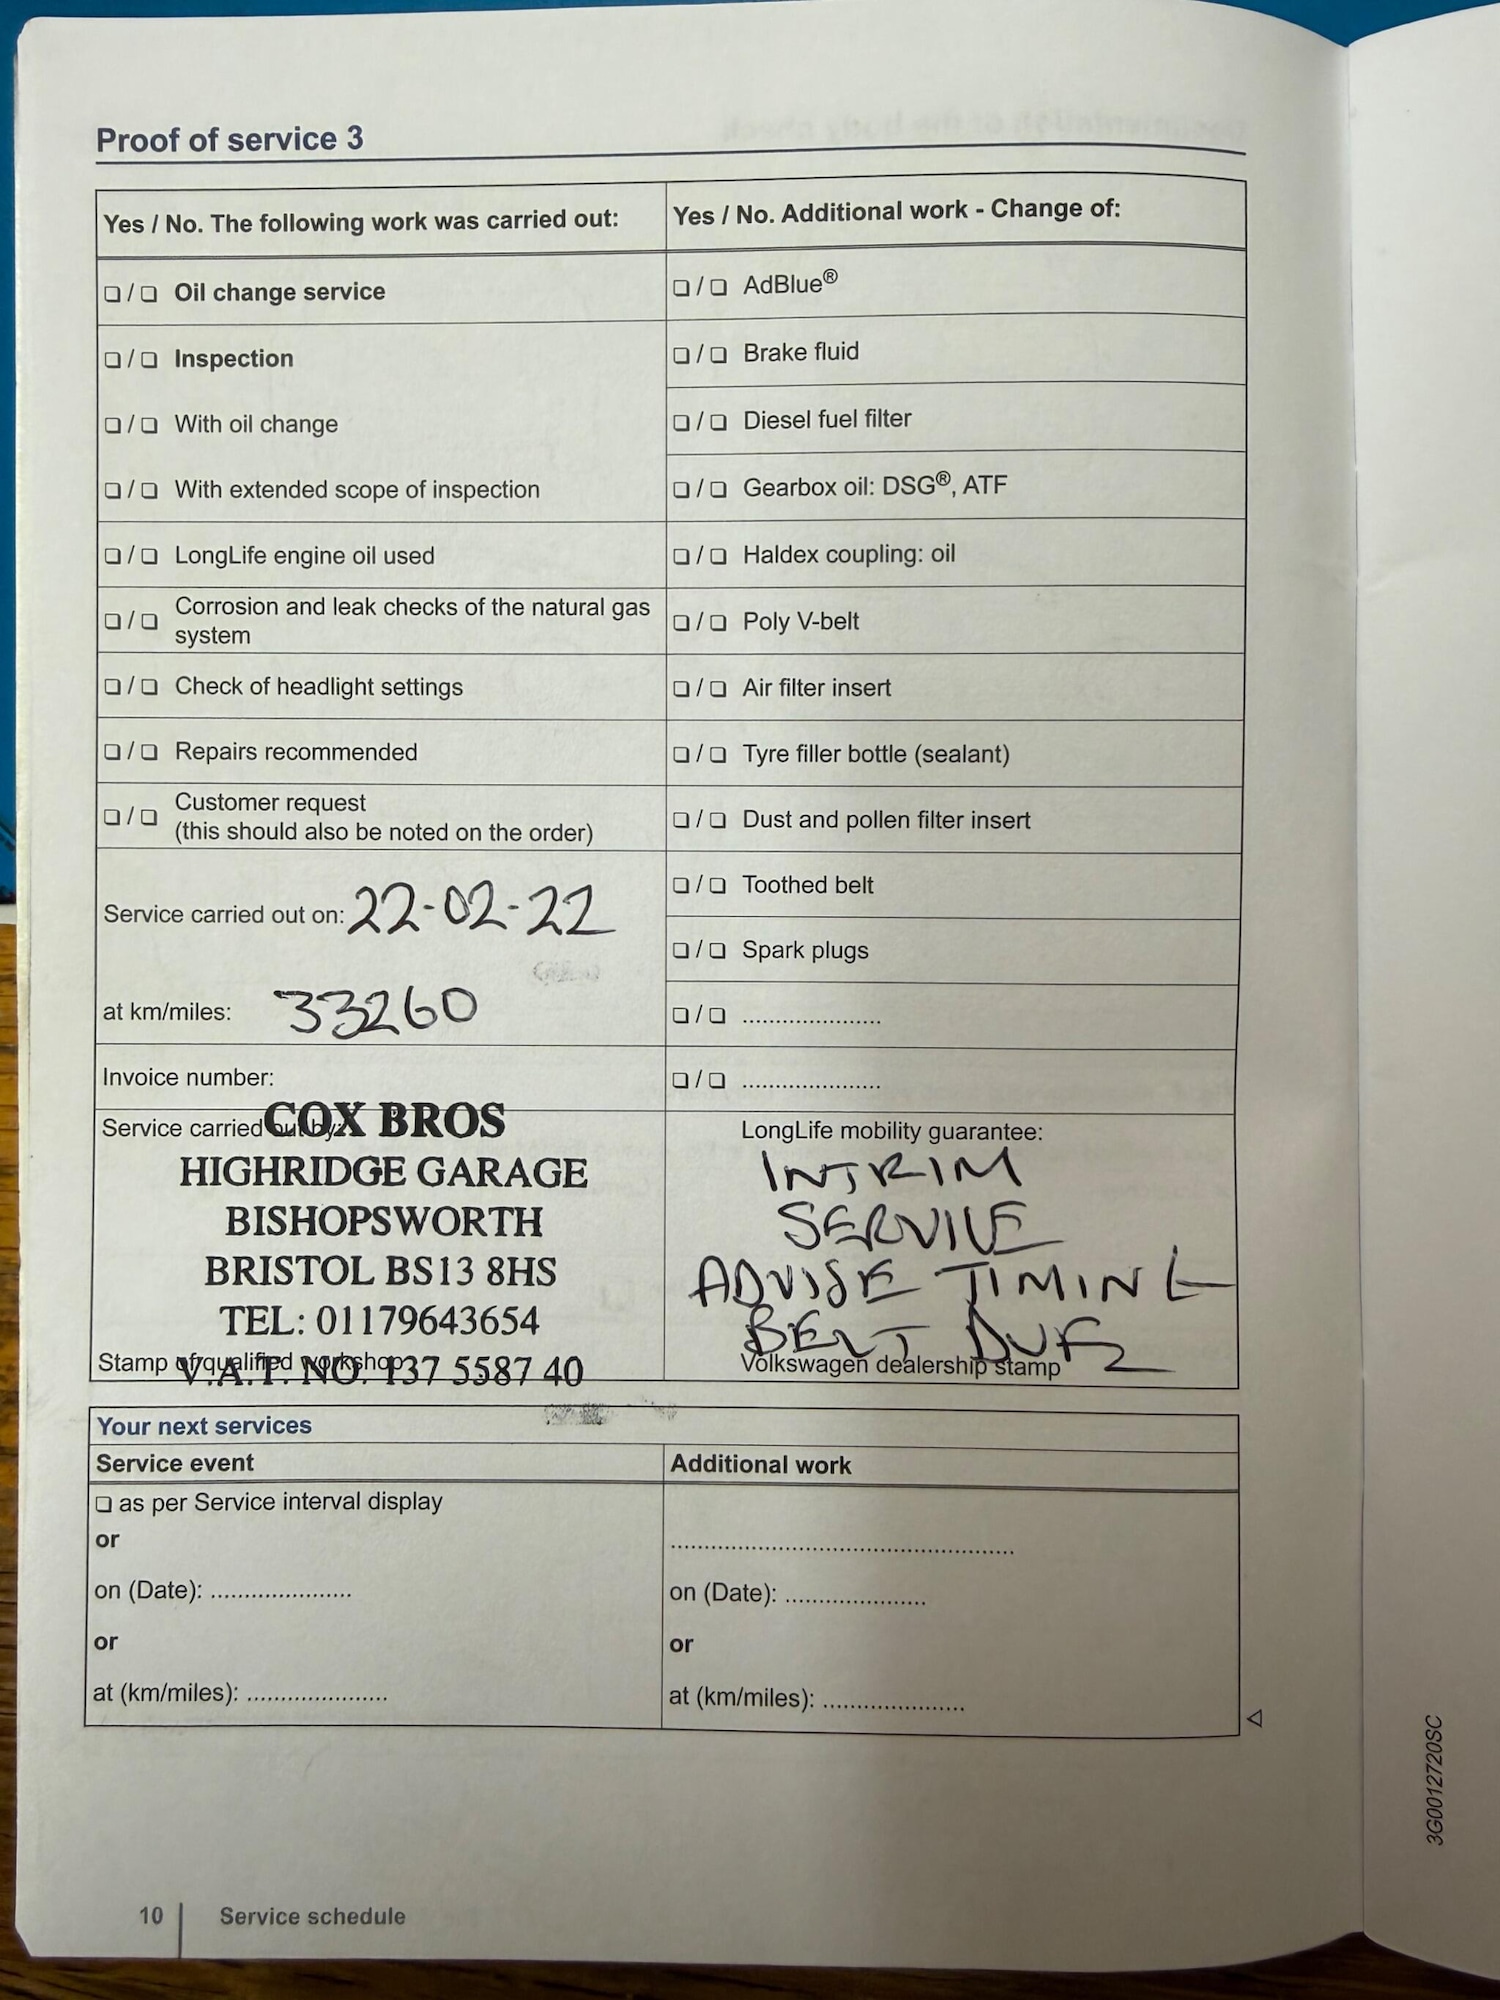 Proof of service 3
Yes / No. The following work was carried out:
❏ / ❏ Oil change service
❏ / ❏ Inspection
❏ / ❏ With oil change
❏ / ❏ With extended scope of inspection
❏ / ❏ LongLife engine oil used
❏ / ❏ Corrosion and leak checks of the natural gas
system
❏ / ❏ Check of headlight settings
❏ / ❏ Repairs recommended
❏ / ❏ Customer request
(this should also be noted on the order)
Service carried out on: 22-02-22
at km/miles: 33260
Invoice number:
Service carried out by:
COX BROS
HIGHRIDGE GARAGE
BISHOPSWORTH
BRISTOL BS13 8HS
TEL: 01179643654
V.A.T. NO. 137 5587 40
Stamp of qualified workshop
Yes / No. Additional work - Change of:
❏ / ❏ AdBlue®
❏ / ❏ Brake fluid
❏ / ❏ Diesel fuel filter
❏ / ❏ Gearbox oil: DSG®, ATF
❏ / ❏ Haldex coupling: oil
❏ / ❏ Poly V-belt
❏ / ❏ Air filter insert
❏ / ❏ Tyre filler bottle (sealant)
❏ / ❏ Dust and pollen filter insert
❏ / ❏ Toothed belt
❏ / ❏ Spark plugs
❏ / ❏ .....................
❏ / ❏ .....................
LongLife mobility guarantee:
INTRIM
SERVICE
ADVISE TIMING
BELT DUE
Volkswagen dealership stamp
Your next services
Service event
❏ as per Service interval display
or
on (Date): .....................
or
at (km/miles): .....................
Additional work
...................................................
on (Date): .....................
or
at (km/miles): .....................
10 Service schedule
3G0012720SC